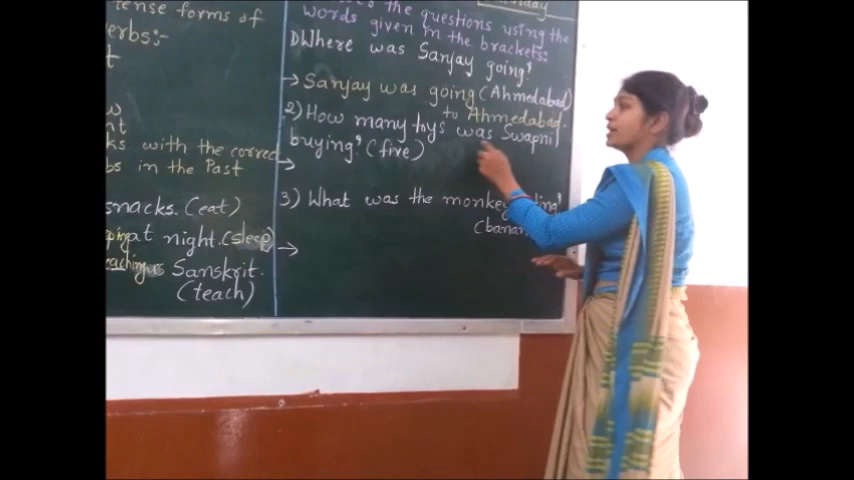 tense forms of
verbs:-
ks with the correct
bs in the Past
snacks. (eat)
at night. (sleep)
teaching us Sanskrit.
(teach)
the questions using the
words given in the brackets:
1) Where was Sanjay going?
→ Sanjay was going (Ahmedabad)
to Ahmedabad.
2) How many toys was Swapnil
buying? (five)
→
3) What was the monkey
→